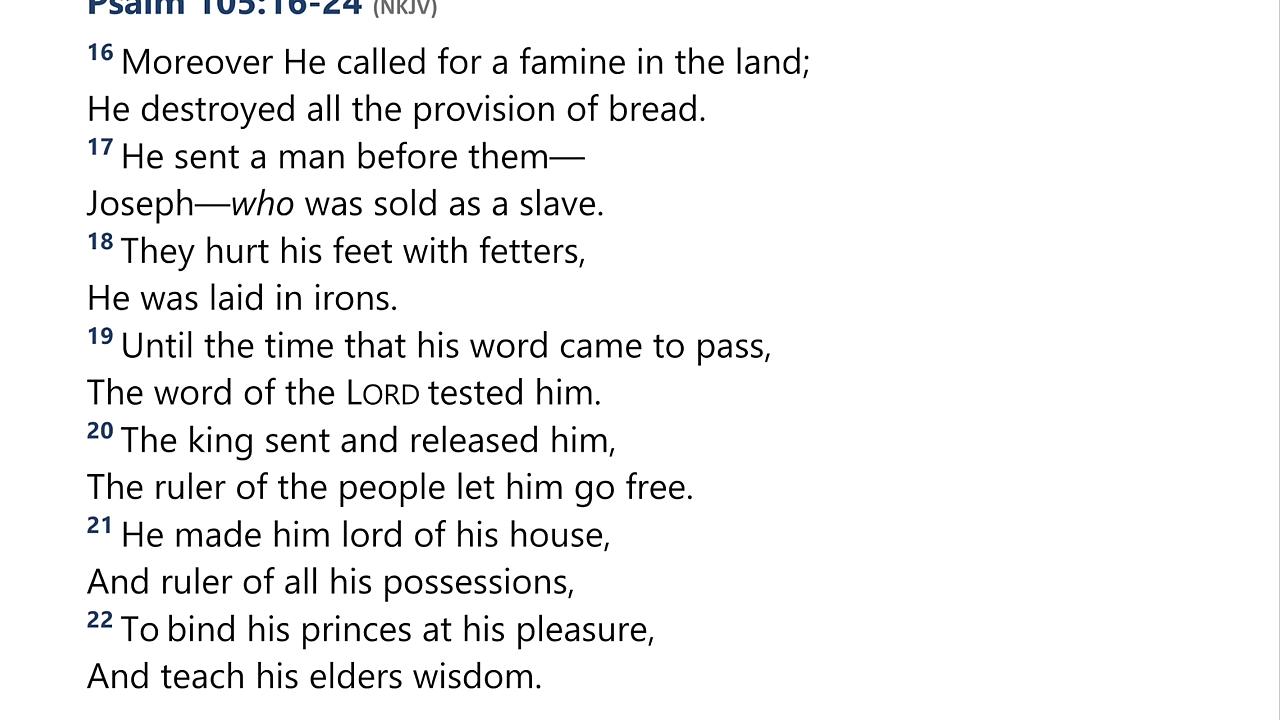 Psalm 105:16-24 (NKJV)
16 Moreover He called for a famine in the land;
He destroyed all the provision of bread.
17 He sent a man before them—
Joseph—who was sold as a slave.
18 They hurt his feet with fetters,
He was laid in irons.
19 Until the time that his word came to pass,
The word of the LORD tested him.
20 The king sent and released him,
The ruler of the people let him go free.
21 He made him lord of his house,
And ruler of all his possessions,
22 To bind his princes at his pleasure,
And teach his elders wisdom.